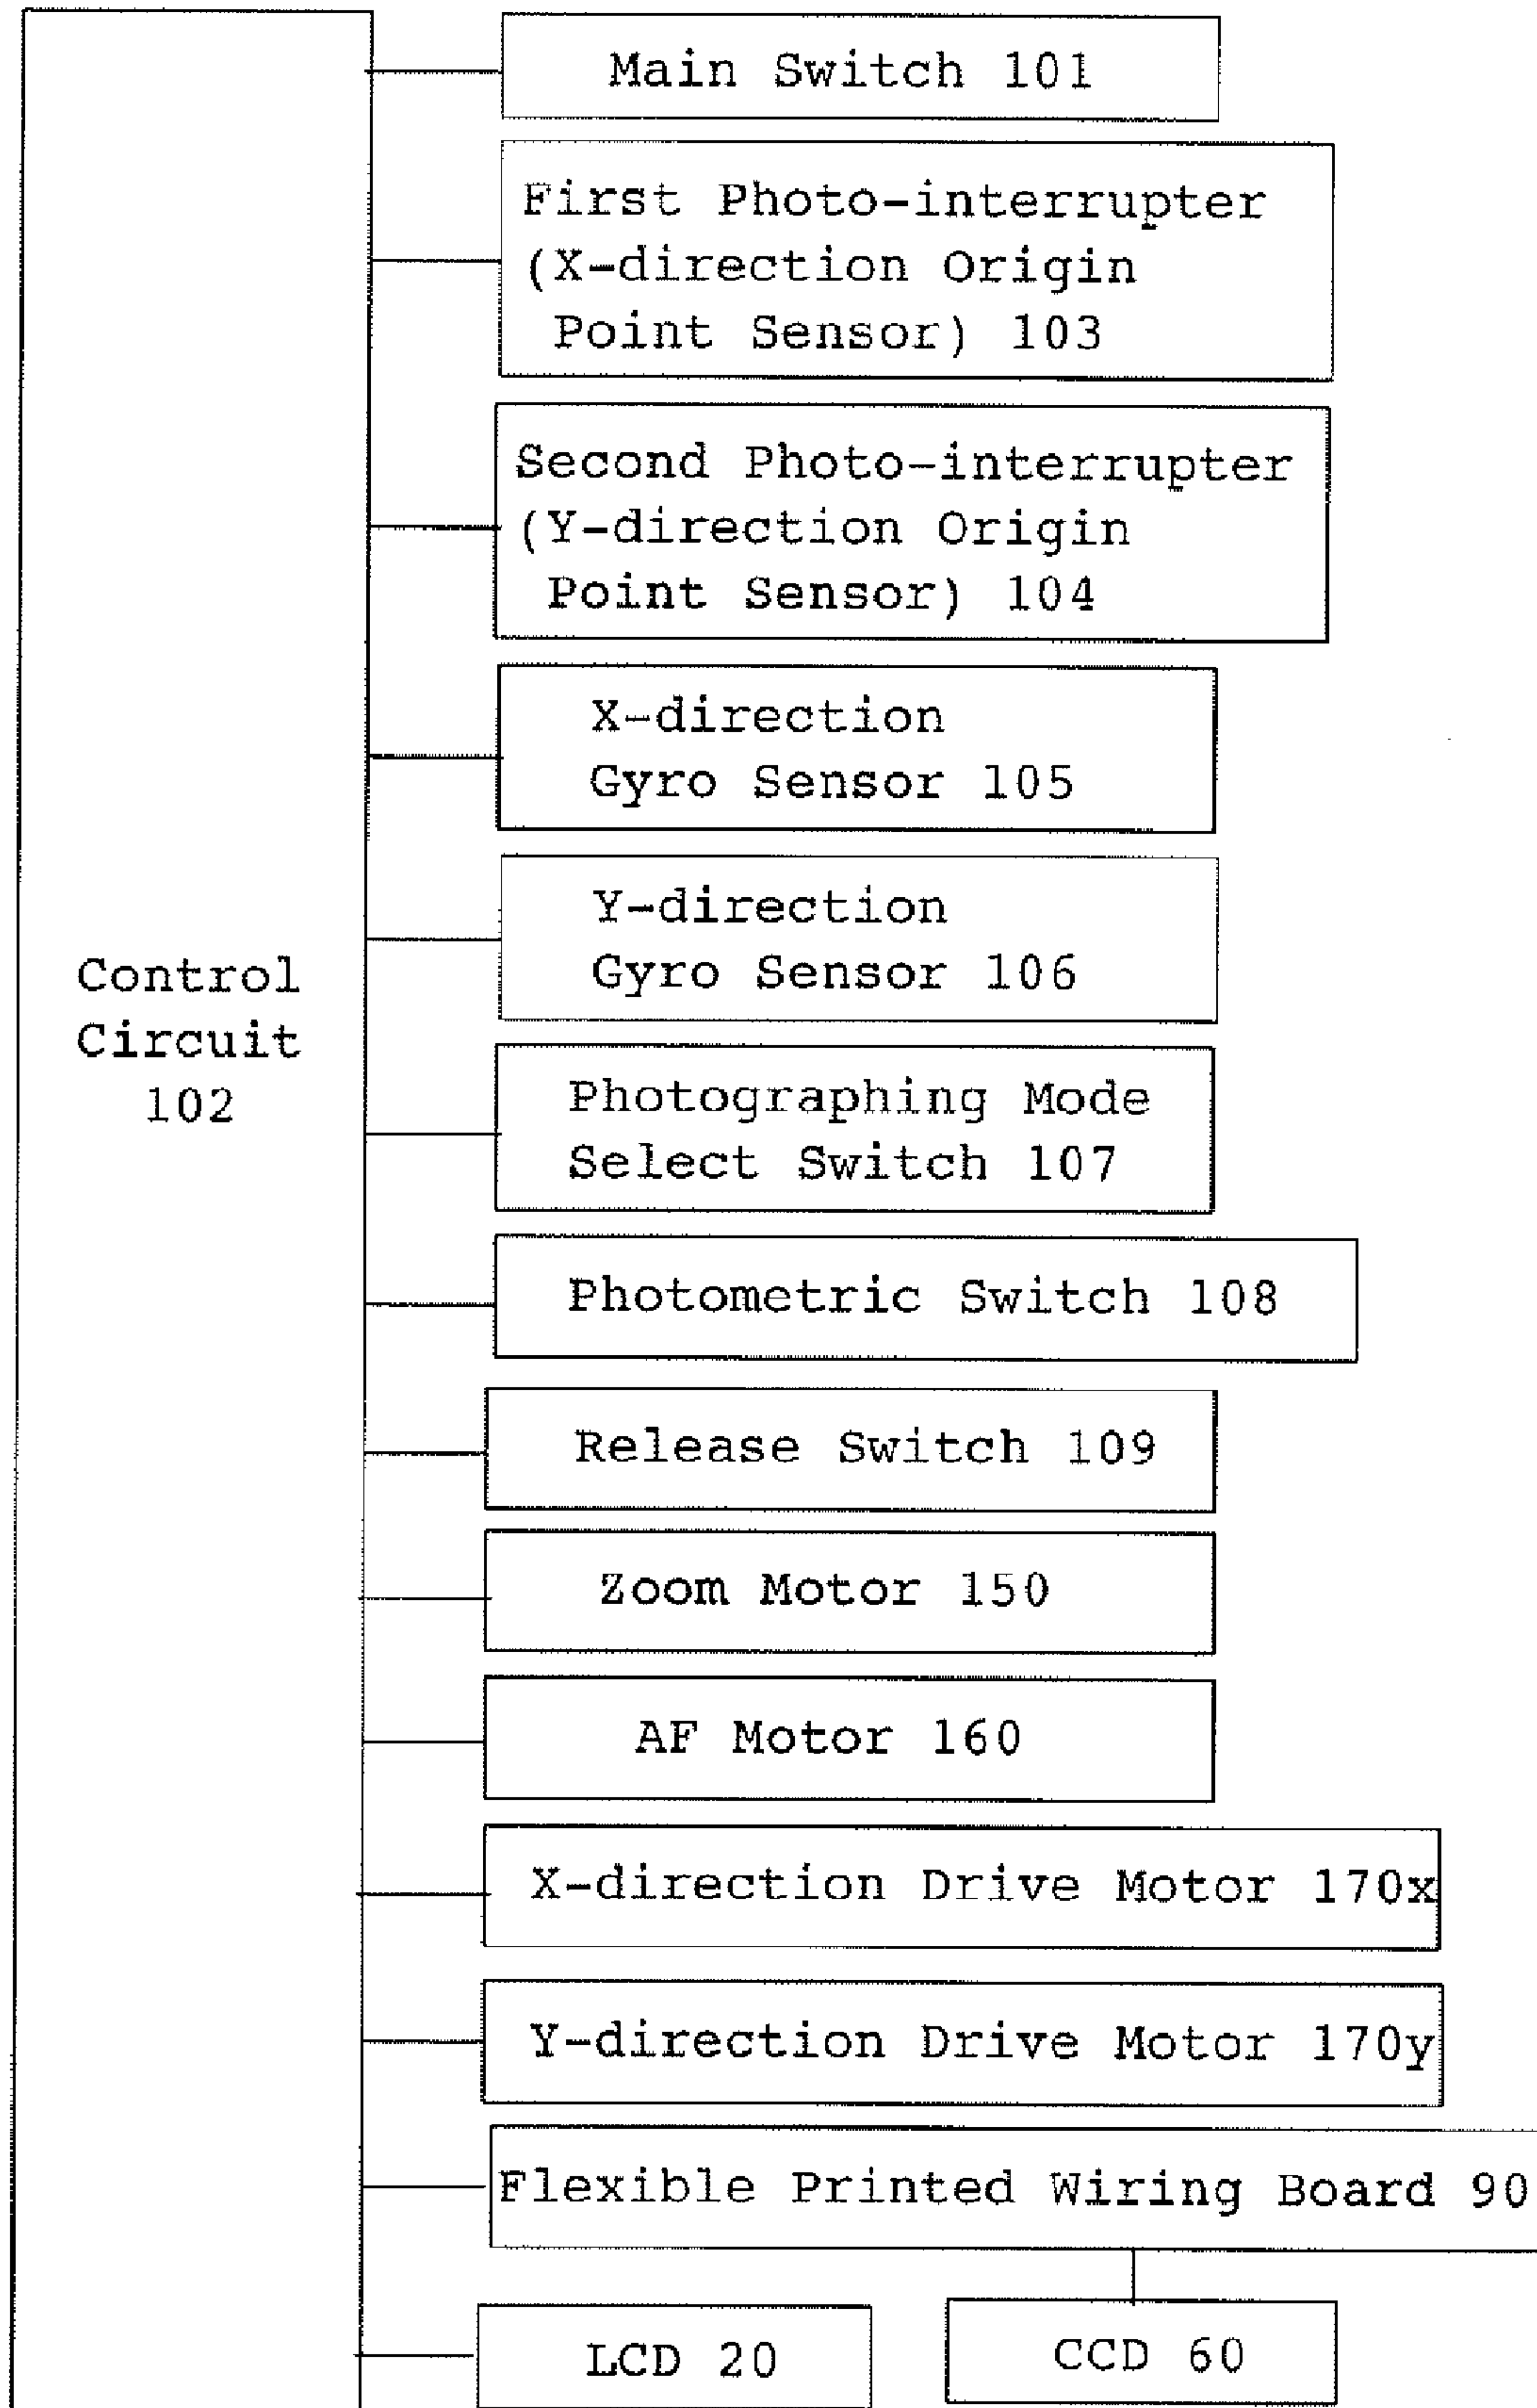 Main Switch 101
First Photo-interrupter
(X-direction Origin
Point Sensor) 103
Second Photo-interrupter
(Y-direction Origin
Point Sensor) 104
X-direction
Gyro Sensor 105
Y-direction
Gyro Sensor 106
Control
Circuit
102
Photographing Mode
Select Switch 107
Photometric Switch 108
Release Switch 109
Zoom Motor 150
AF Motor 160
X-direction Drive Motor 170x
Y-direction Drive Motor 170y
Flexible Printed Wiring Board 90
LCD 20
CCD 60